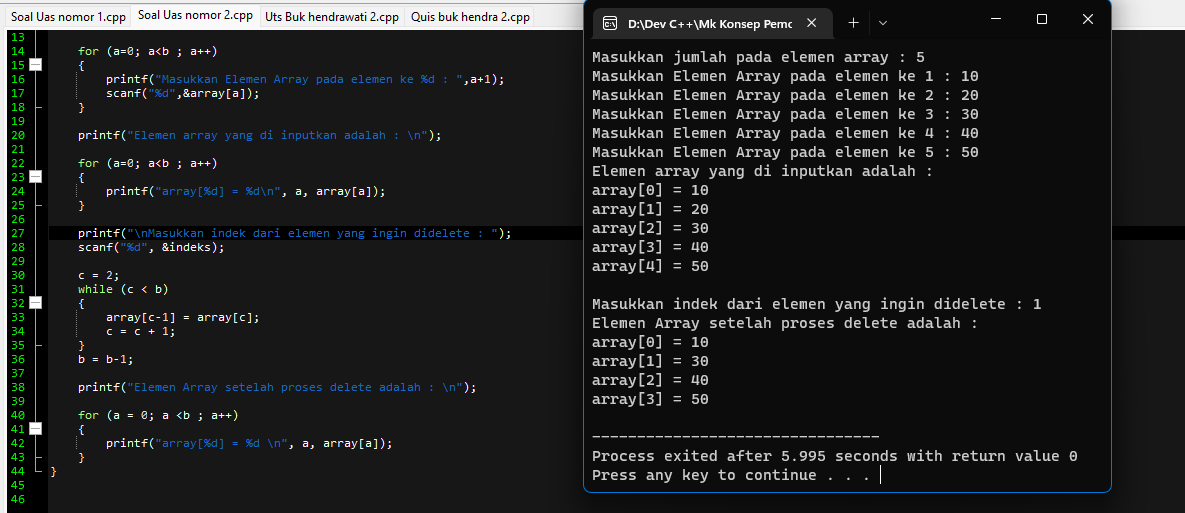 Soal Uas nomor 1.cpp Soal Uas nomor 2.cpp Uts Buk hendrawati 2.cpp Quis buk hendra 2.cpp
13
14 for (a=0; a<b ; a++)
15 {
16 printf("Masukkan Elemen Array pada elemen ke %d : ",a+1);
17 scanf("%d",&array[a]);
18 }
19
20 printf("Elemen array yang di inputkan adalah : \n");
21
22 for (a=0; a<b ; a++)
23 {
24 printf("array[%d] = %d\n", a, array[a]);
25 }
26
27 printf("\nMasukkan indek dari elemen yang ingin didelete : ");
28 scanf("%d", &indeks);
29
30 c = 2;
31 while (c < b)
32 {
33 array[c-1] = array[c];
34 c = c + 1;
35 }
36 b = b-1;
37
38 printf("Elemen Array setelah proses delete adalah : \n");
39
40 for (a = 0; a <b ; a++)
41 {
42 printf("array[%d] = %d \n", a, array[a]);
43 }
44 }
45
46
D:\Dev C++\Mk Konsep Pemc
Masukkan jumlah pada elemen array : 5
Masukkan Elemen Array pada elemen ke 1 : 10
Masukkan Elemen Array pada elemen ke 2 : 20
Masukkan Elemen Array pada elemen ke 3 : 30
Masukkan Elemen Array pada elemen ke 4 : 40
Masukkan Elemen Array pada elemen ke 5 : 50
Elemen array yang di inputkan adalah :
array[0] = 10
array[1] = 20
array[2] = 30
array[3] = 40
array[4] = 50
Masukkan indek dari elemen yang ingin didelete : 1
Elemen Array setelah proses delete adalah :
array[0] = 10
array[1] = 30
array[2] = 40
array[3] = 50
--------------------------------
Process exited after 5.995 seconds with return value 0
Press any key to continue . . .